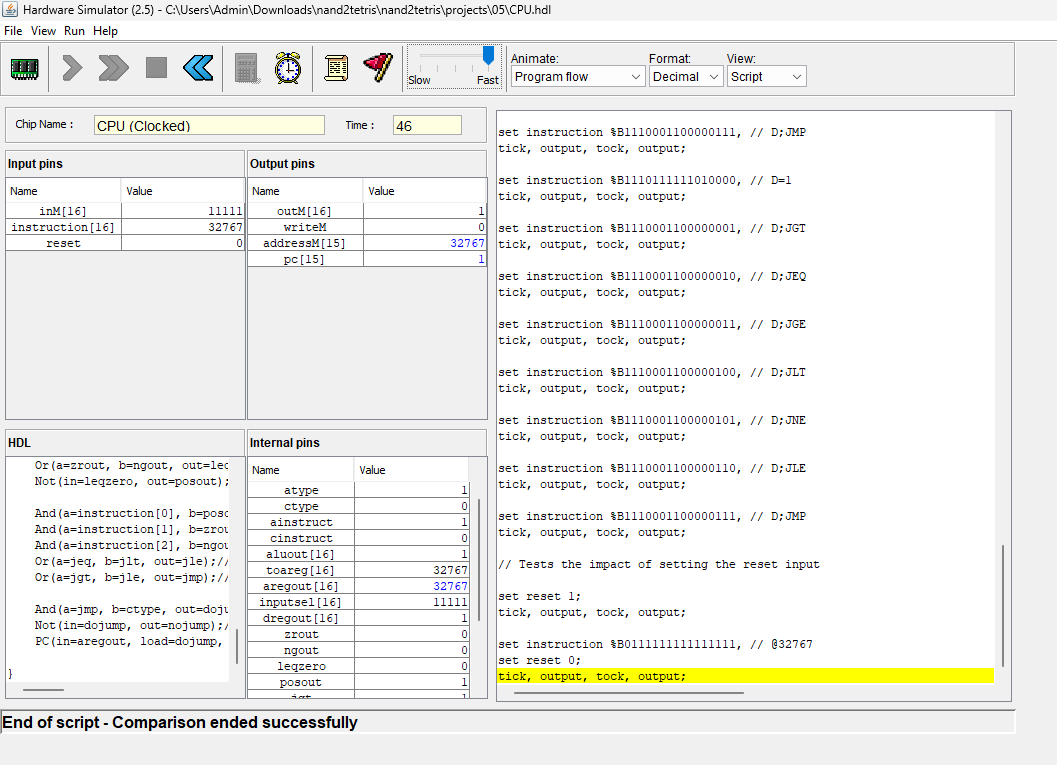 Hardware Simulator (2.5) - C:\Users\Admin\Downloads\nand2tetris\nand2tetris\projects\05\CPU.hdl
File View Run Help
Slow Fast
Animate: Format: View:
Program flow Decimal Script
Chip Name : CPU (Clocked) Time : 46
Input pins
Name Value
inM[16] 11111
instruction[16] 32767
reset 0
Output pins
Name Value
outM[16] 1
writeM 0
addressM[15] 32767
pc[15] 1
HDL
Or(a=zrout, b=ngout, out=leq
Not(in=leqzero, out=posout);
And(a=instruction[0], b=poso
And(a=instruction[1], b=zrou
And(a=instruction[2], b=ngou
Or(a=jeq, b=jlt, out=jle);//
Or(a=jgt, b=jle, out=jmp);//
And(a=jmp, b=ctype, out=doju
Not(in=dojump, out=nojump);/
PC(in=aregout, load=dojump,
}
Internal pins
Name Value
atype 1
ctype 0
ainstruct 1
cinstruct 0
aluout[16] 1
toareg[16] 32767
aregout[16] 32767
inputsel[16] 11111
dregout[16] 1
zrout 0
ngout 0
leqzero 0
posout 1
jgt 1
set instruction %B1110001100000111, // D;JMP
tick, output, tock, output;
set instruction %B1110111111010000, // D=1
tick, output, tock, output;
set instruction %B1110001100000001, // D;JGT
tick, output, tock, output;
set instruction %B1110001100000010, // D;JEQ
tick, output, tock, output;
set instruction %B1110001100000011, // D;JGE
tick, output, tock, output;
set instruction %B1110001100000100, // D;JLT
tick, output, tock, output;
set instruction %B1110001100000101, // D;JNE
tick, output, tock, output;
set instruction %B1110001100000110, // D;JLE
tick, output, tock, output;
set instruction %B1110001100000111, // D;JMP
tick, output, tock, output;
// Tests the impact of setting the reset input
set reset 1;
tick, output, tock, output;
set instruction %B0111111111111111, // @32767
set reset 0;
tick, output, tock, output;
End of script - Comparison ended successfully